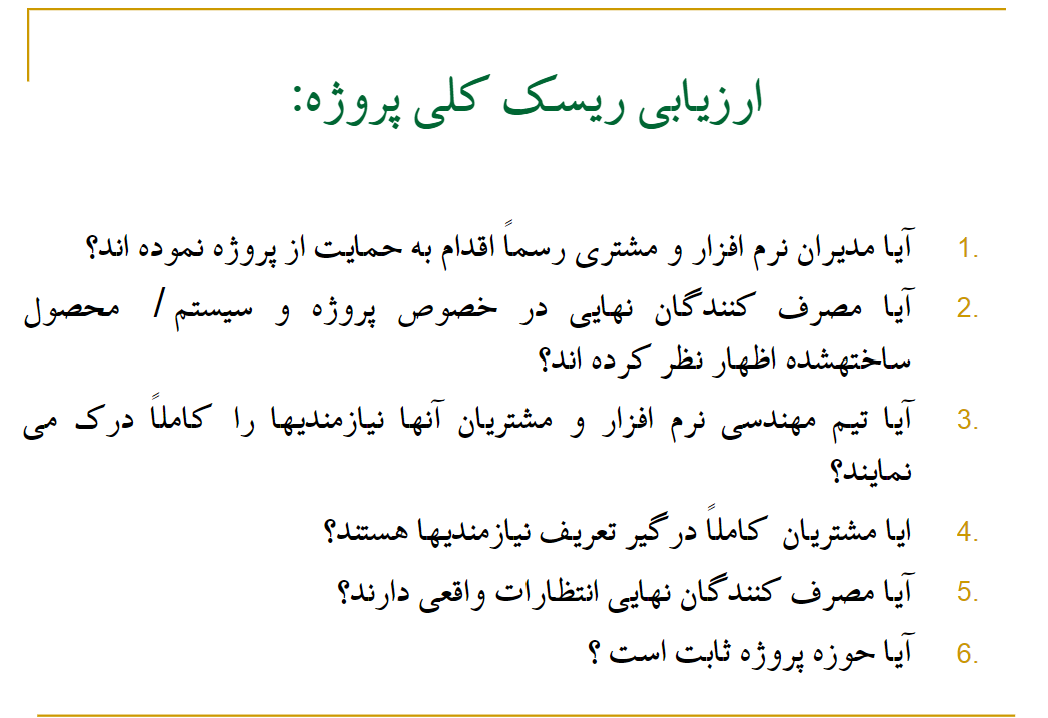 ارزیابی ریسک کلی پروژه:
1. آیا مدیران نرم افزار و مشتری رسماً اقدام به حمایت از پروژه نموده اند؟
2. آیا مصرف کنندگان نهایی در خصوص پروژه و سیستم / محصول
ساختهشده اظهار نظر کرده اند؟
3. آیا تیم مهندسی نرم افزار و مشتریان آنها نیازمندیها را کاملاً درک می
نمایند؟
4. ایا مشتریان کاملاً درگیر تعریف نیازمندیها هستند؟
5. آیا مصرف کنندگان نهایی انتظارات واقعی دارند؟
6. آیا حوزه پروژه ثابت است ؟